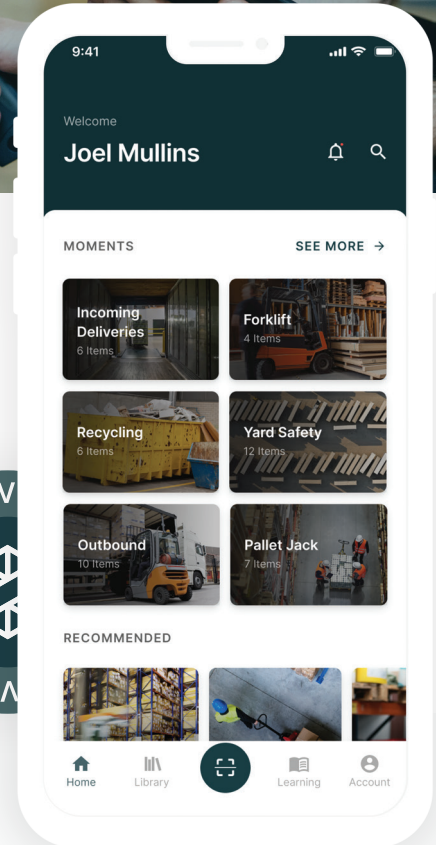 9:41
Welcome
Joel Mullins
MOMENTS
SEE MORE →
Incoming
Deliveries
6 Items
Forklift
4 Items
Recycling
6 Items
Yard Safety
12 Items
Outbound
10 Items
Pallet Jack
7 Items
RECOMMENDED
Home
Library
Learning
Account